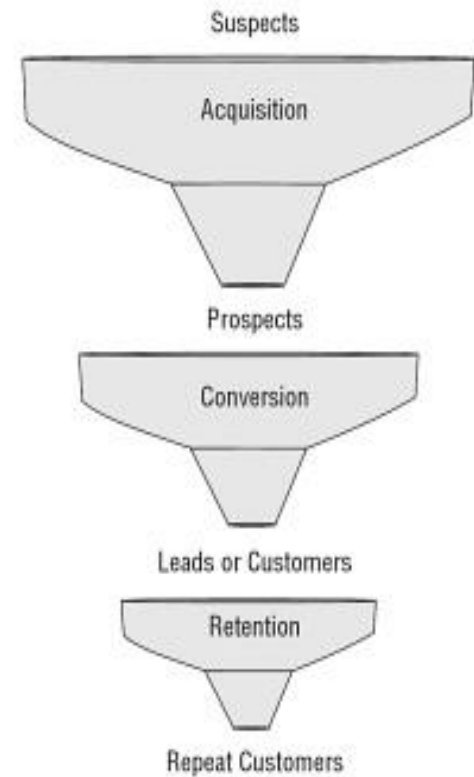 Suspects
Acquisition
Prospects
Conversion
Leads or Customers
Retention
Repeat Customers